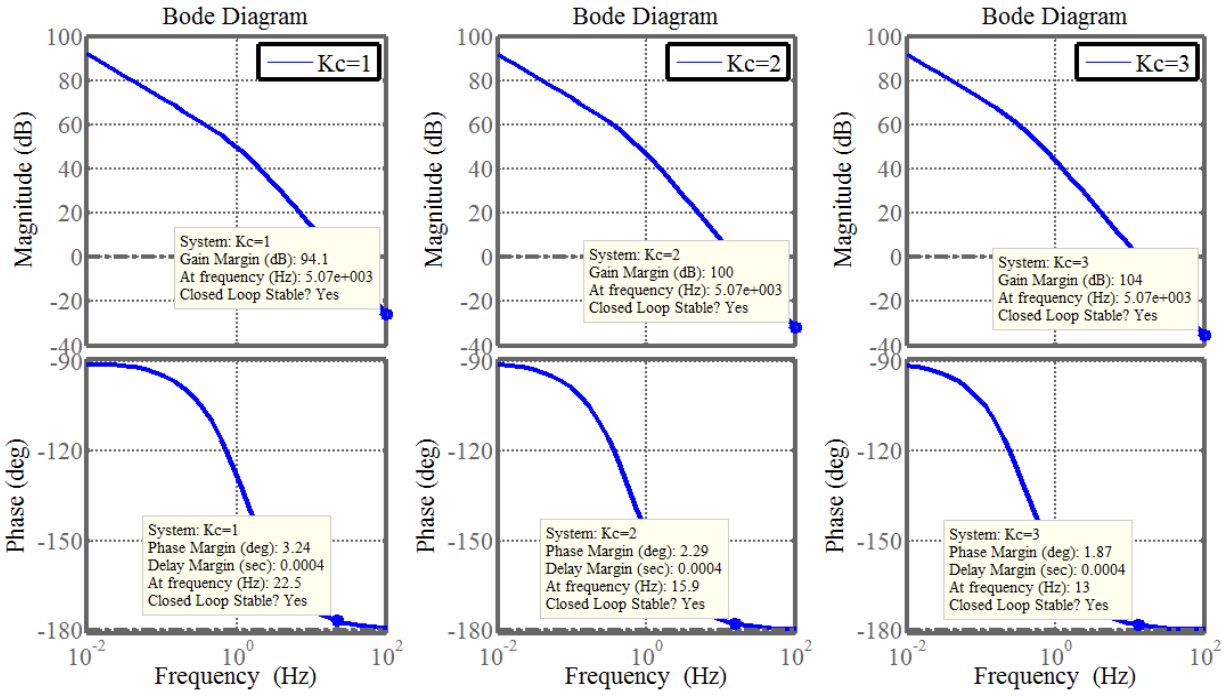 Bode Diagram
Kc=1
100
80
60
40
20
0
-20
-40
Magnitude (dB)
System: Kc=1
Gain Margin (dB): 94.1
At frequency (Hz): 5.07e+003
Closed Loop Stable? Yes
-90
-120
-150
-180
Phase (deg)
System: Kc=1
Phase Margin (deg): 3.24
Delay Margin (sec): 0.0004
At frequency (Hz): 22.5
Closed Loop Stable? Yes
10^-2
10^0
10^2
Frequency (Hz)
Bode Diagram
Kc=2
100
80
60
40
20
0
-20
-40
Magnitude (dB)
System: Kc=2
Gain Margin (dB): 100
At frequency (Hz): 5.07e+003
Closed Loop Stable? Yes
-90
-120
-150
-180
Phase (deg)
System: Kc=2
Phase Margin (deg): 2.29
Delay Margin (sec): 0.0004
At frequency (Hz): 15.9
Closed Loop Stable? Yes
10^-2
10^0
10^2
Frequency (Hz)
Bode Diagram
Kc=3
100
80
60
40
20
0
-20
-40
Magnitude (dB)
System: Kc=3
Gain Margin (dB): 104
At frequency (Hz): 5.07e+003
Closed Loop Stable? Yes
-90
-120
-150
-180
Phase (deg)
System: Kc=3
Phase Margin (deg): 1.87
Delay Margin (sec): 0.0004
At frequency (Hz): 13
Closed Loop Stable? Yes
10^-2
10^0
10^2
Frequency (Hz)